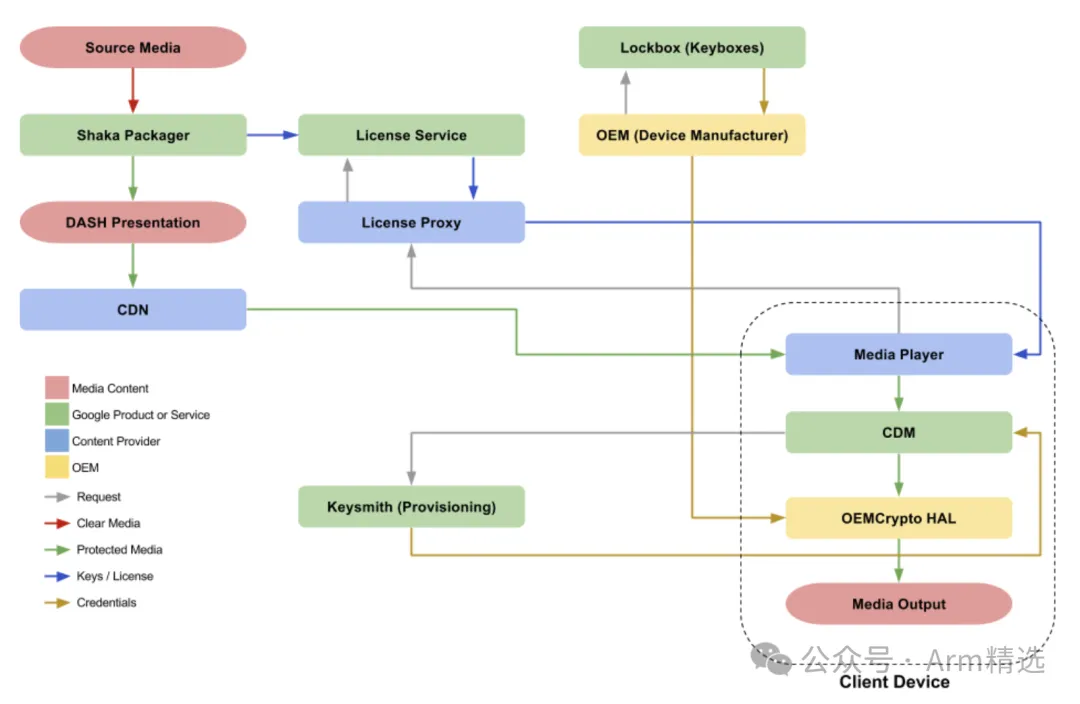 Source Media
Lockbox (Keyboxes)
Shaka Packager
License Service
OEM (Device Manufacturer)
DASH Presentation
License Proxy
CDN
Media Player
Media Content
Google Product or Service
Content Provider
OEM
Request
Clear Media
Protected Media
Keys / License
Credentials
CDM
Keysmith (Provisioning)
OEMCrypto HAL
Media Output
公众号 · Arm精选
Client Device